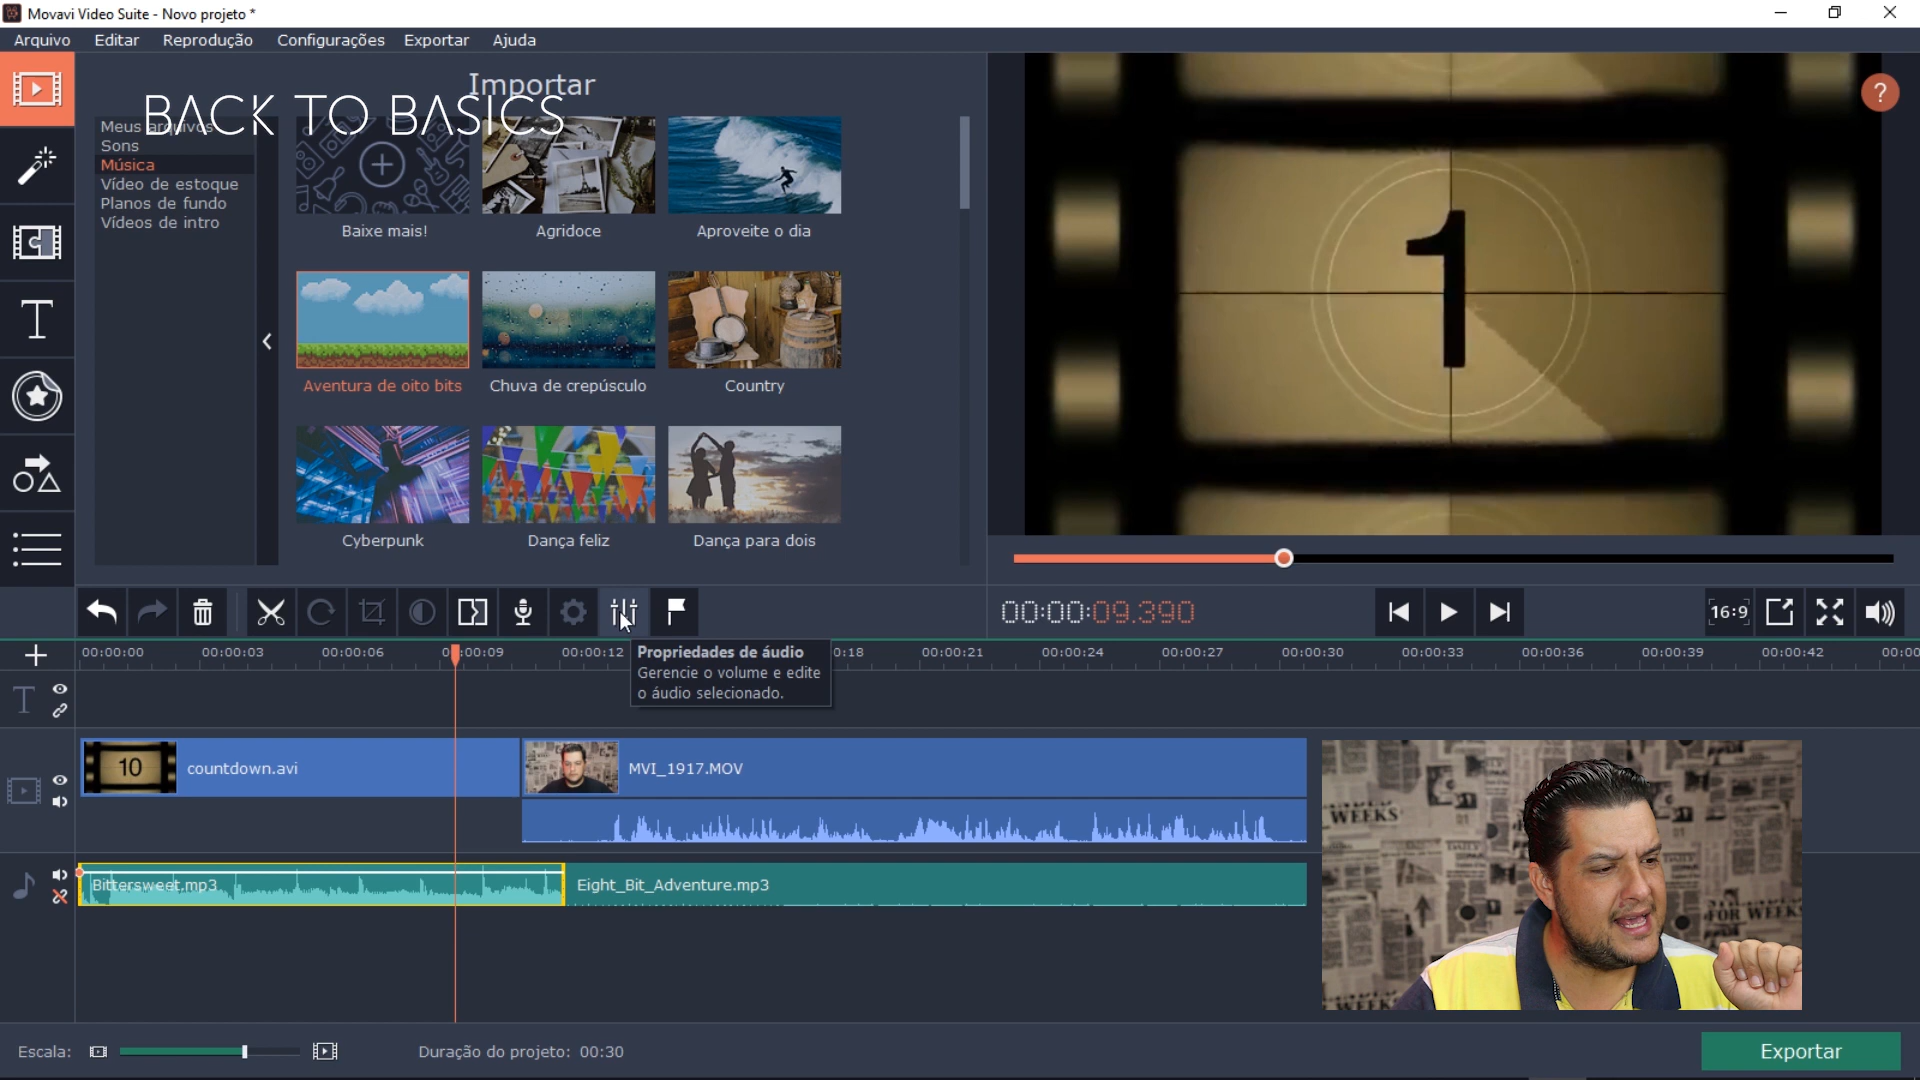 Movavi Video Suite - Novo projeto *
Arquivo Editar Reprodução Configurações Exportar Ajuda
Importar
BACK TO BASICS
Meus arquivos
Sons
Música
Vídeo de estoque
Planos de fundo
Vídeos de intro
Baixe mais!
Agridoce
Aproveite o dia
Aventura de oito bits
Chuva de crepúsculo
Country
Cyberpunk
Dança feliz
Dança para dois
1
?
00:00:09.390
16:9
00:00:00 00:00:03 00:00:06 00:00:09 00:00:12 0:18 00:00:21 00:00:24 00:00:27 00:00:30 00:00:33 00:00:36 00:00:39 00:00:42 00:00
Propriedades de áudio
Gerencie o volume e edite
o áudio selecionado.
T
10
countdown.avi
MVI_1917.MOV
Bittersweet.mp3
Eight_Bit_Adventure.mp3
WEEKS
FOR WEEK
WEEKS
Escala:
Duração do projeto: 00:30
Exportar